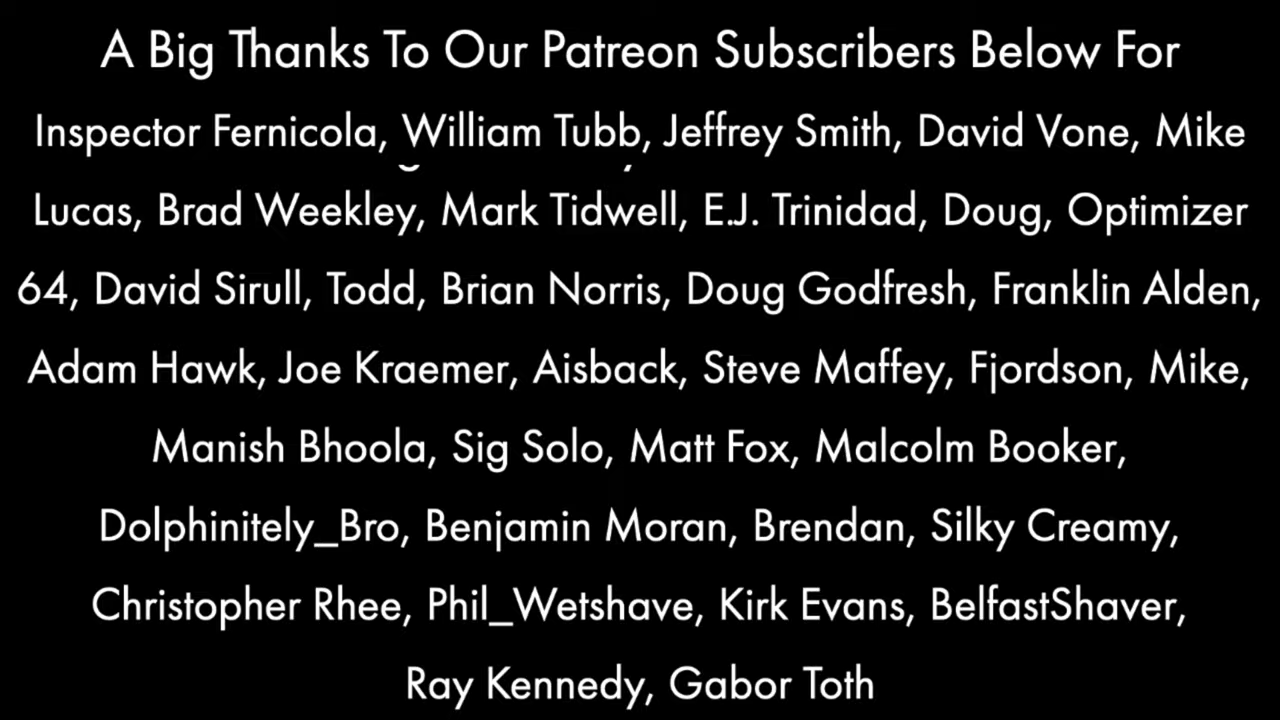 A Big Thanks To Our Patreon Subscribers Below For
Inspector Fernicola, William Tubb, Jeffrey Smith, David Vone, Mike
Lucas, Brad Weekley, Mark Tidwell, E.J. Trinidad, Doug, Optimizer
64, David Sirull, Todd, Brian Norris, Doug Godfresh, Franklin Alden,
Adam Hawk, Joe Kraemer, Aisback, Steve Maffey, Fjordson, Mike,
Manish Bhoola, Sig Solo, Matt Fox, Malcolm Booker,
Dolphinitely_Bro, Benjamin Moran, Brendan, Silky Creamy,
Christopher Rhee, Phil_Wetshave, Kirk Evans, BelfastShaver,
Ray Kennedy, Gabor Toth